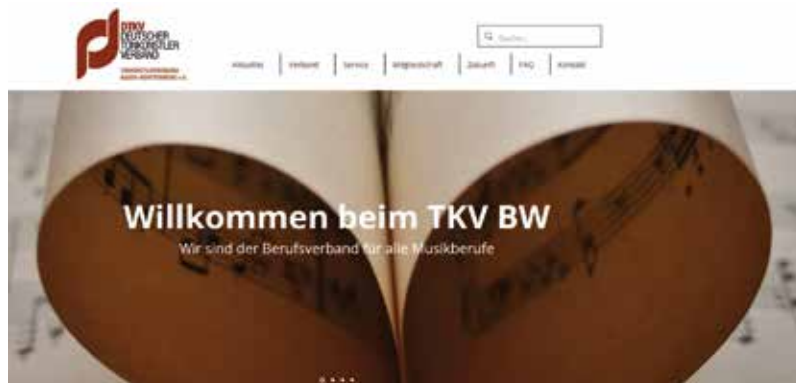 DTKV
DEUTSCHER
TONKÜNSTLER
VERBAND
Suchen...
Aktuelles
Verband
Service
Mitgliedschaft
Zukunft
FAQ
Kontakt
Willkommen beim TKV BW
Wir sind der Berufsverband für alle Musikberufe